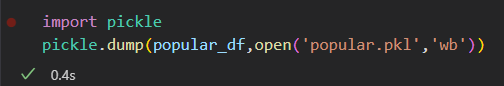 import pickle
pickle.dump(popular_df,open('popular.pkl','wb'))
0.4s